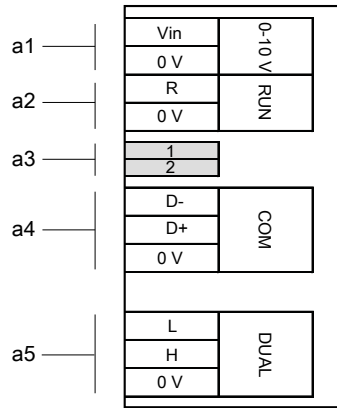 a1
Vin
0 V
0-10 V
a2
R
0 V
RUN
a3
1
2
a4
D-
D+
0 V
COM
a5
L
H
0 V
DUAL